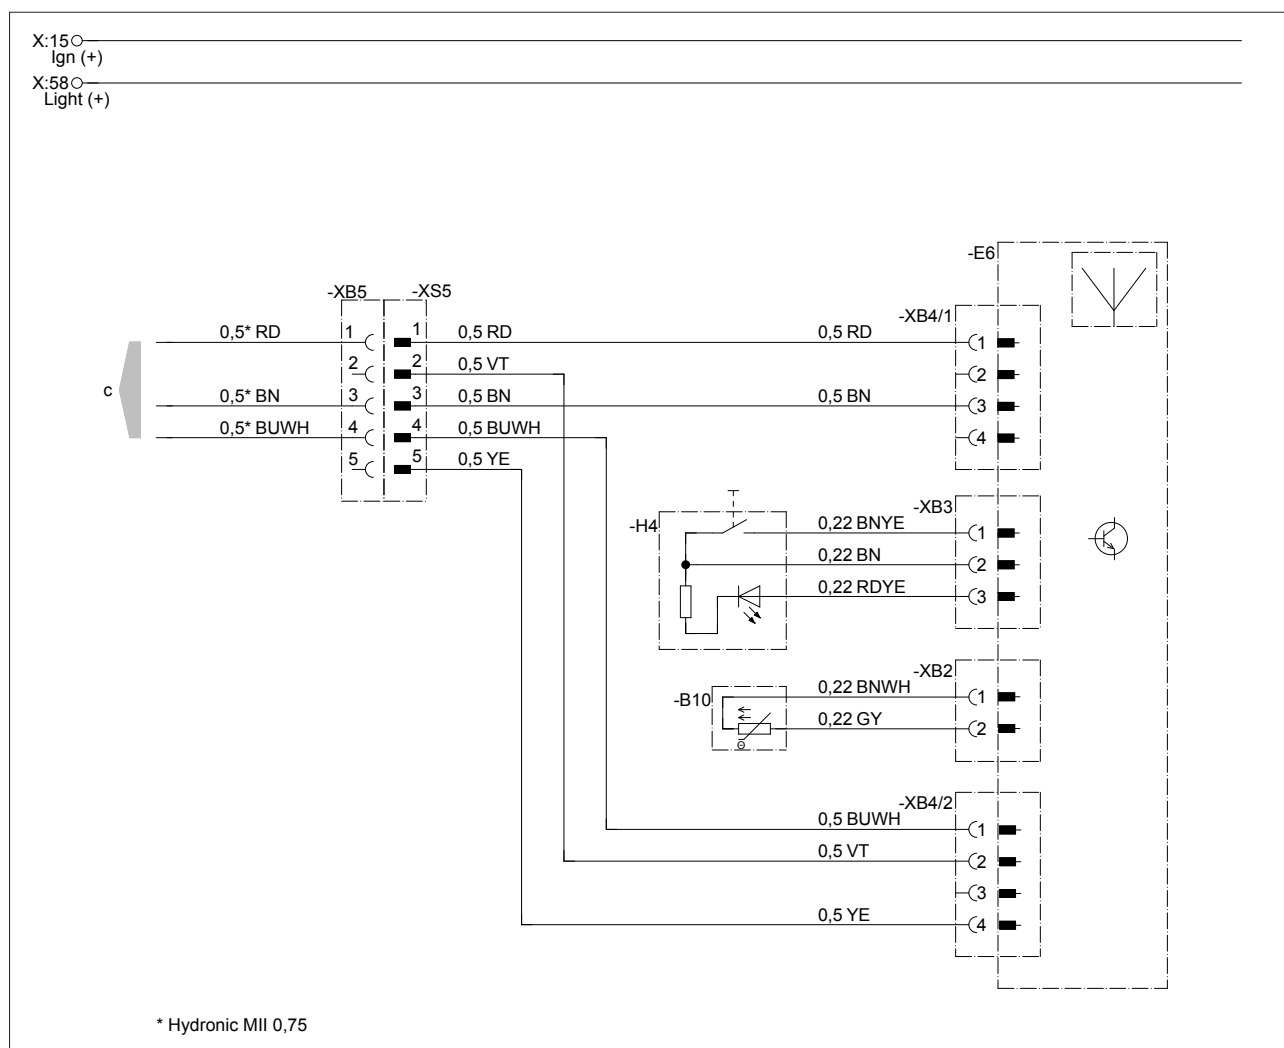 X:15
Ign (+)
X:58
Light (+)
-E6
-XB5 -XS5
-XB4/1
0,5* RD 1 1 0,5 RD 0,5 RD 1
2 2 0,5 VT 2
c
0,5* BN 3 3 0,5 BN 0,5 BN 3
0,5* BUWH 4 4 0,5 BUWH 4
5 5 0,5 YE
-XB3
-H4 0,22 BNYE 1
0,22 BN 2
0,22 RDYE 3
-XB2
-B10 0,22 BNWH 1
0,22 GY 2
Θ
-XB4/2
0,5 BUWH 1
0,5 VT 2
3
0,5 YE 4
* Hydronic MII 0,75